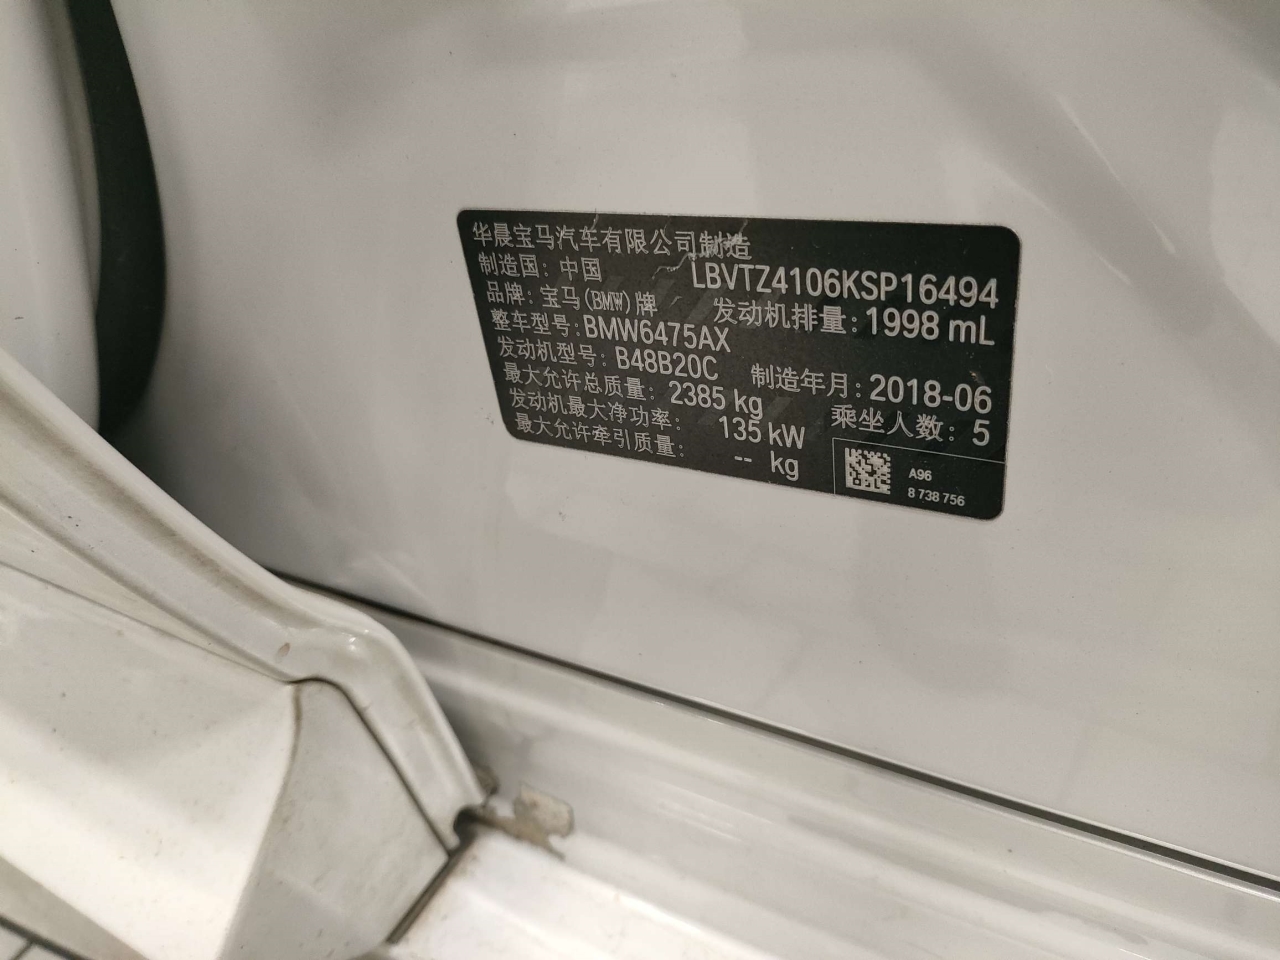 华晨宝马汽车有限公司制造
制造国：中国 LBVTZ4106KSP16494
品牌：宝马(BMW)牌 发动机排量：1998 mL
整车型号：BMW6475AX
发动机型号：B48B20C 制造年月：2018-06
最大允许总质量：2385 kg 乘坐人数：5
发动机最大净功率：135 kW
最大允许牵引质量：-- kg
A96
8 738 756